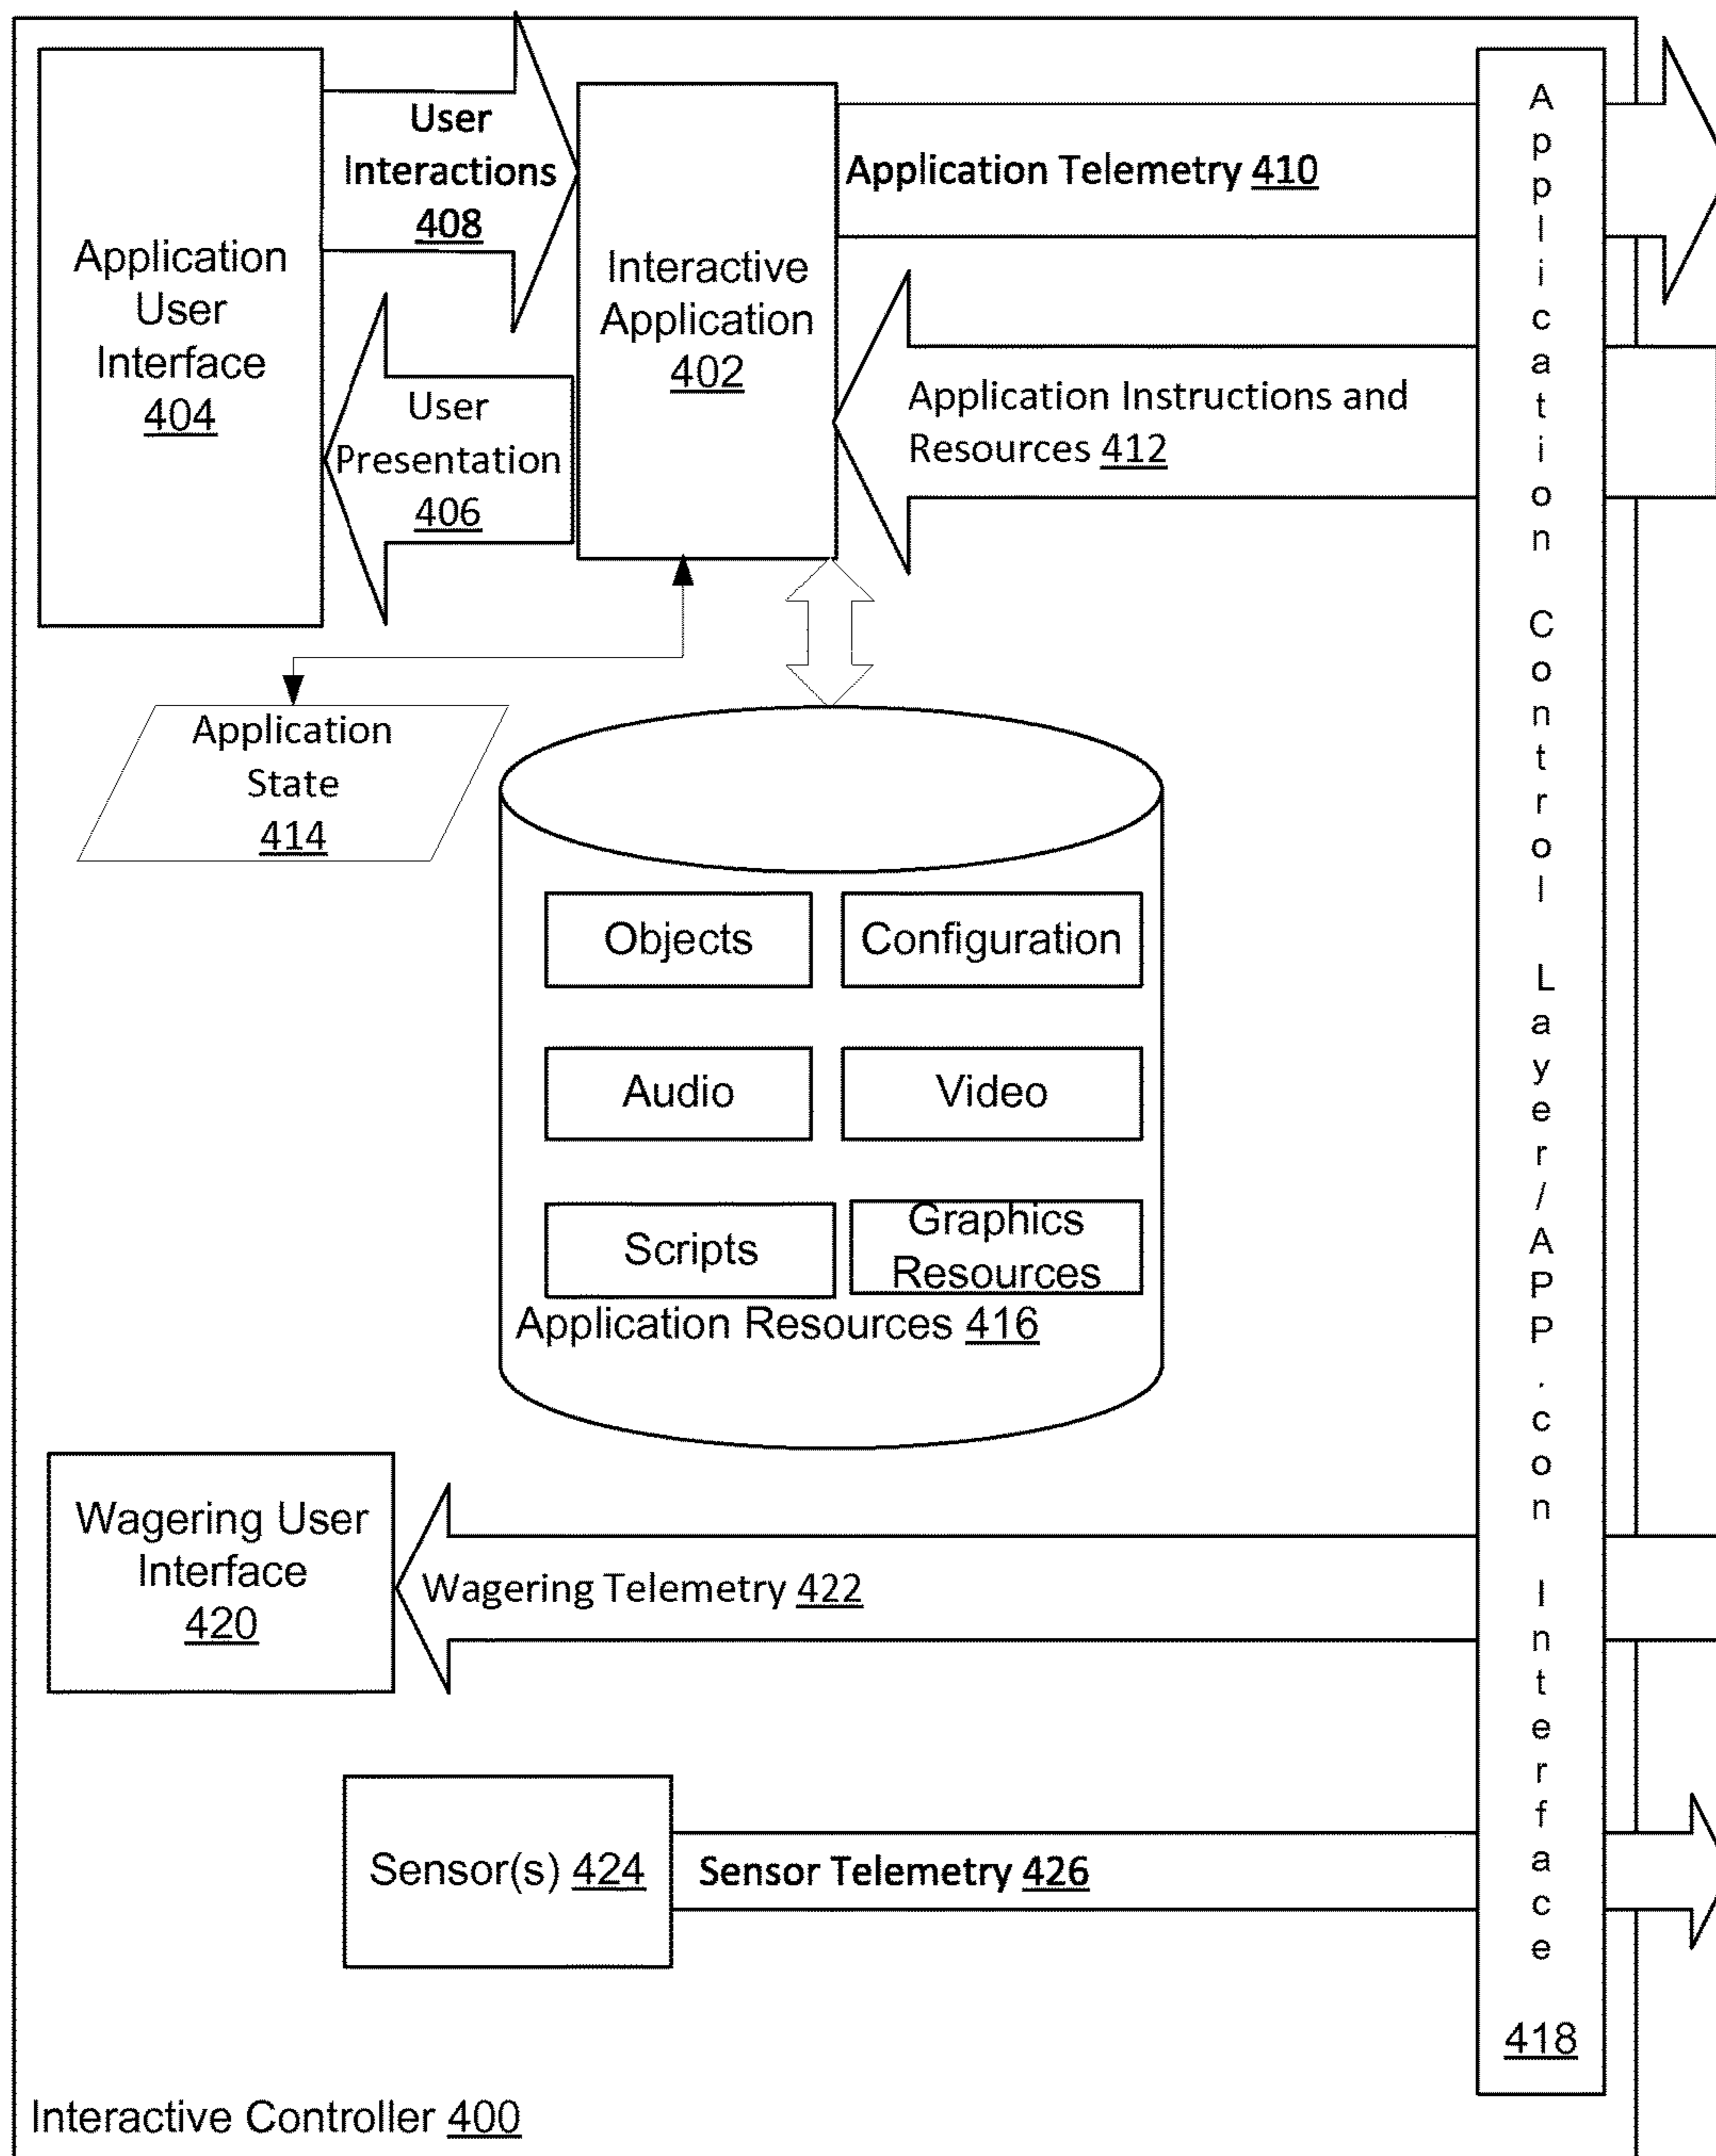 Application
User
Interface
404
User
Interactions
408
User
Presentation
406
Interactive
Application
402
Application Telemetry 410
Application Instructions and
Resources 412
Application
State
414
Objects
Configuration
Audio
Video
Scripts
Graphics
Resources
Application Resources 416
Wagering User
Interface
420
Wagering Telemetry 422
Sensor(s) 424
Sensor Telemetry 426
Application Control Layer/APP.con Interface
418
Interactive Controller 400